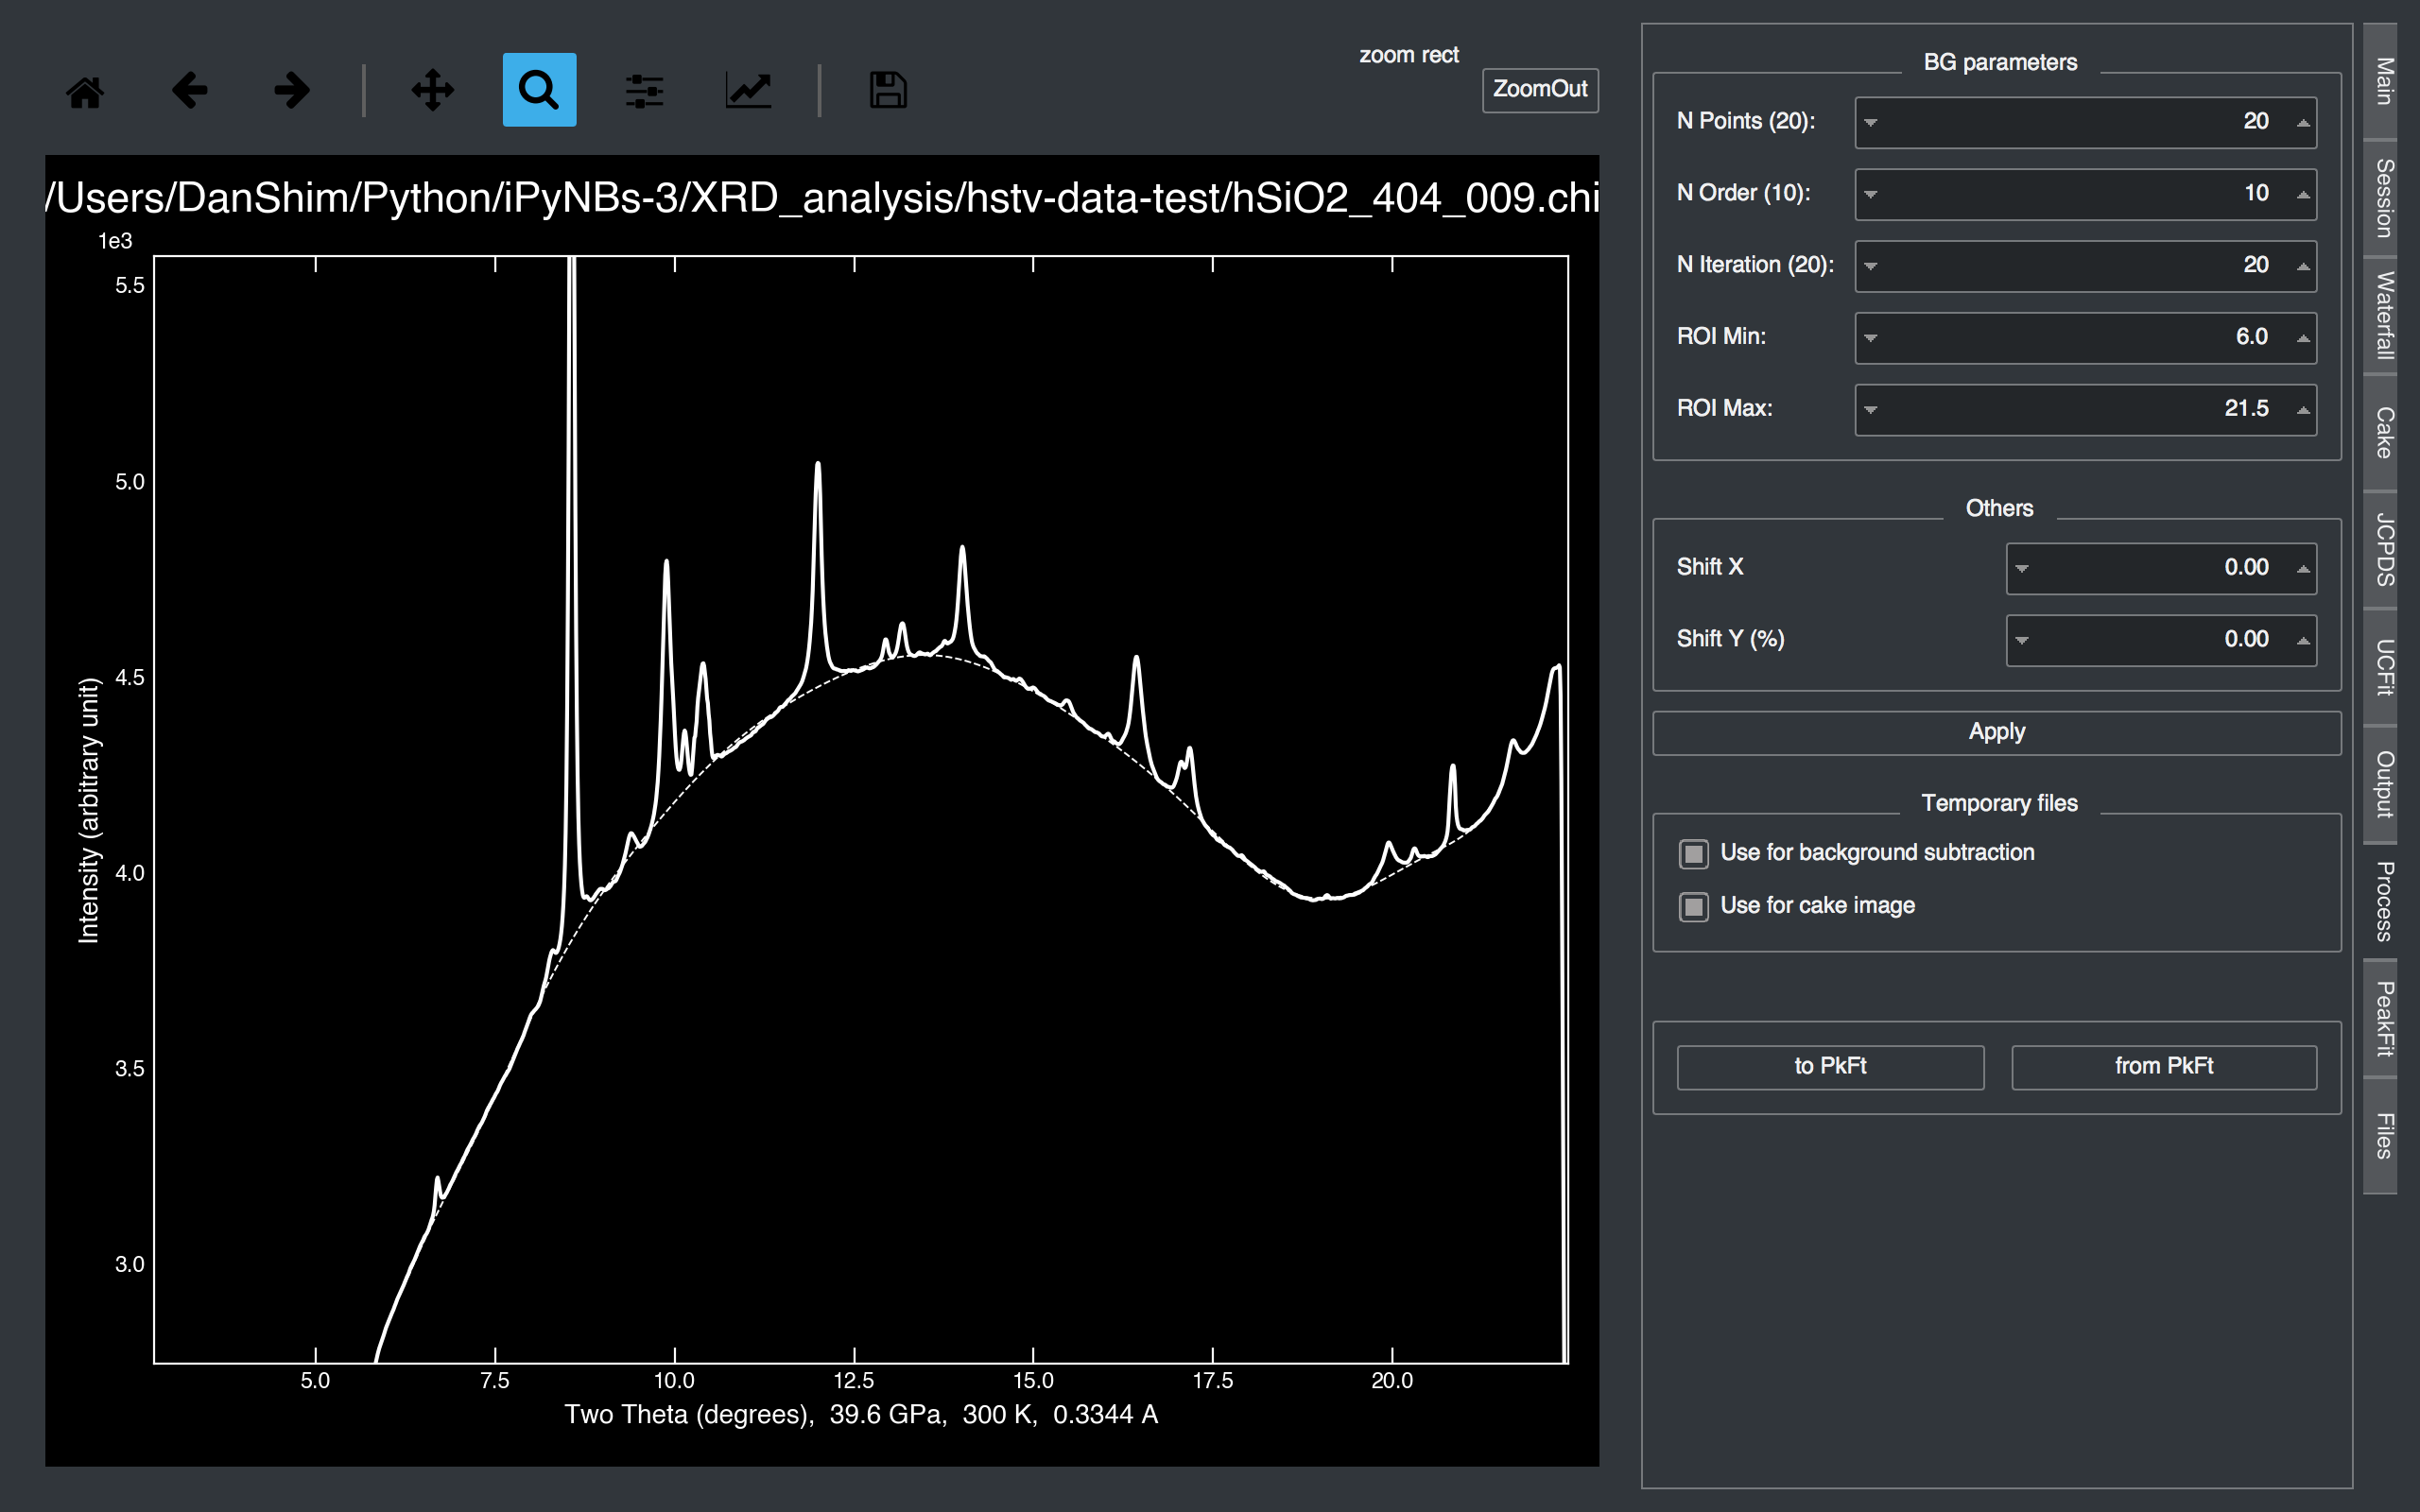 zoom rect
ZoomOut
/Users/DanShim/Python/iPyNBs-3/XRD_analysis/hstv-data-test/hSiO2_404_009.chi
1e3
5.5
5.0
4.5
4.0
3.5
3.0
Intensity (arbitrary unit)
5.0 7.5 10.0 12.5 15.0 17.5 20.0
Two Theta (degrees), 39.6 GPa, 300 K, 0.3344 A
BG parameters
N Points (20): 20
N Order (10): 10
N Iteration (20): 20
ROI Min: 6.0
ROI Max: 21.5
Others
Shift X 0.00
Shift Y (%) 0.00
Apply
Temporary files
Use for background subtraction
Use for cake image
to PkFt from PkFt
Main
Session
Waterfall
Cake
JCPDS
UCFit
Output
Process
PeakFit
Files